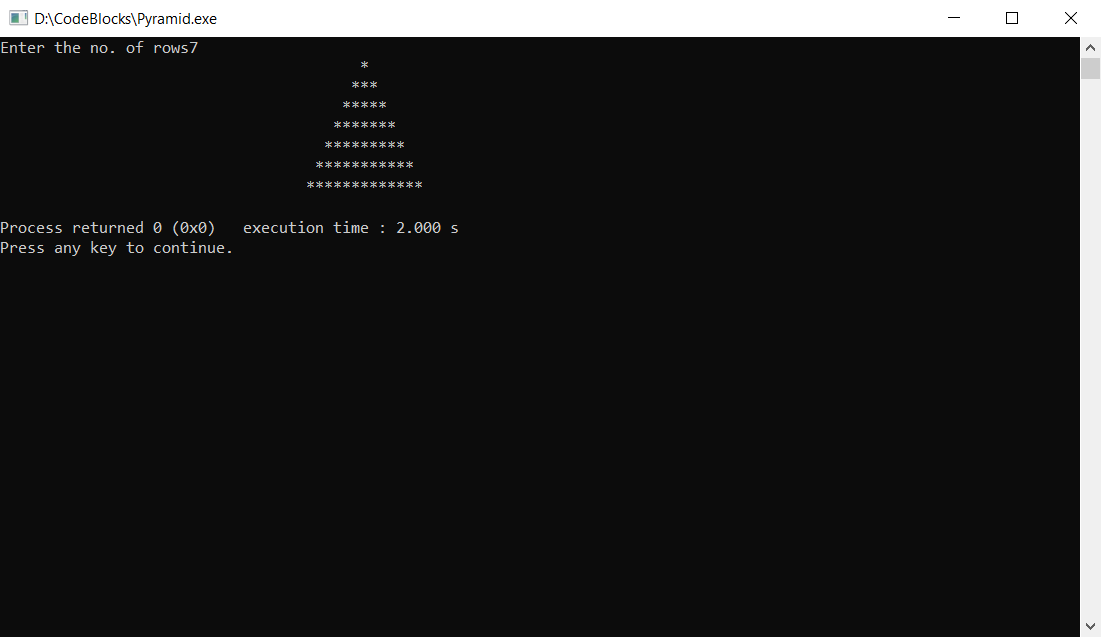 D:\CodeBlocks\Pyramid.exe
Enter the no. of rows7
                                        *
                                       ***
                                      *****
                                     *******
                                    *********
                                   ***********
                                  *************
Process returned 0 (0x0)   execution time : 2.000 s
Press any key to continue.